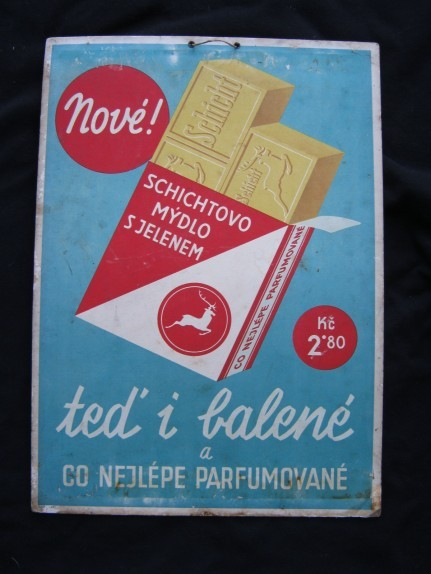 Nové!
Schicht
Schicht
SCHICHTOVO
MÝDLO
S JELENEM
CO NEJLÉPE PARFUMOVANÉ
Kč
2·80
teď i balené
a
CO NEJLÉPE PARFUMOVANÉ